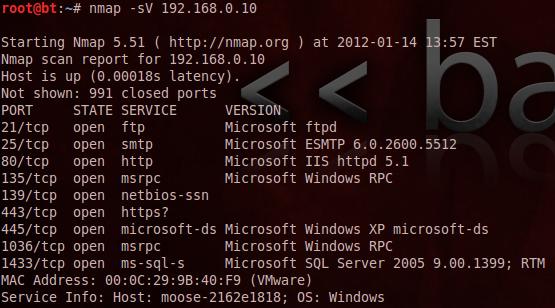 root@bt:~# nmap -sV 192.168.0.10
Starting Nmap 5.51 ( http://nmap.org ) at 2012-01-14 13:57 EST
Nmap scan report for 192.168.0.10
Host is up (0.00018s latency).
Not shown: 991 closed ports
PORT STATE SERVICE VERSION
21/tcp open ftp Microsoft ftpd
25/tcp open smtp Microsoft ESMTP 6.0.2600.5512
80/tcp open http Microsoft IIS httpd 5.1
135/tcp open msrpc Microsoft Windows RPC
139/tcp open netbios-ssn
443/tcp open https?
445/tcp open microsoft-ds Microsoft Windows XP microsoft-ds
1036/tcp open msrpc Microsoft Windows RPC
1433/tcp open ms-sql-s Microsoft SQL Server 2005 9.00.1399; RTM
MAC Address: 00:0C:29:9B:40:F9 (VMware)
Service Info: Host: moose-2162e1818; OS: Windows
<< ba